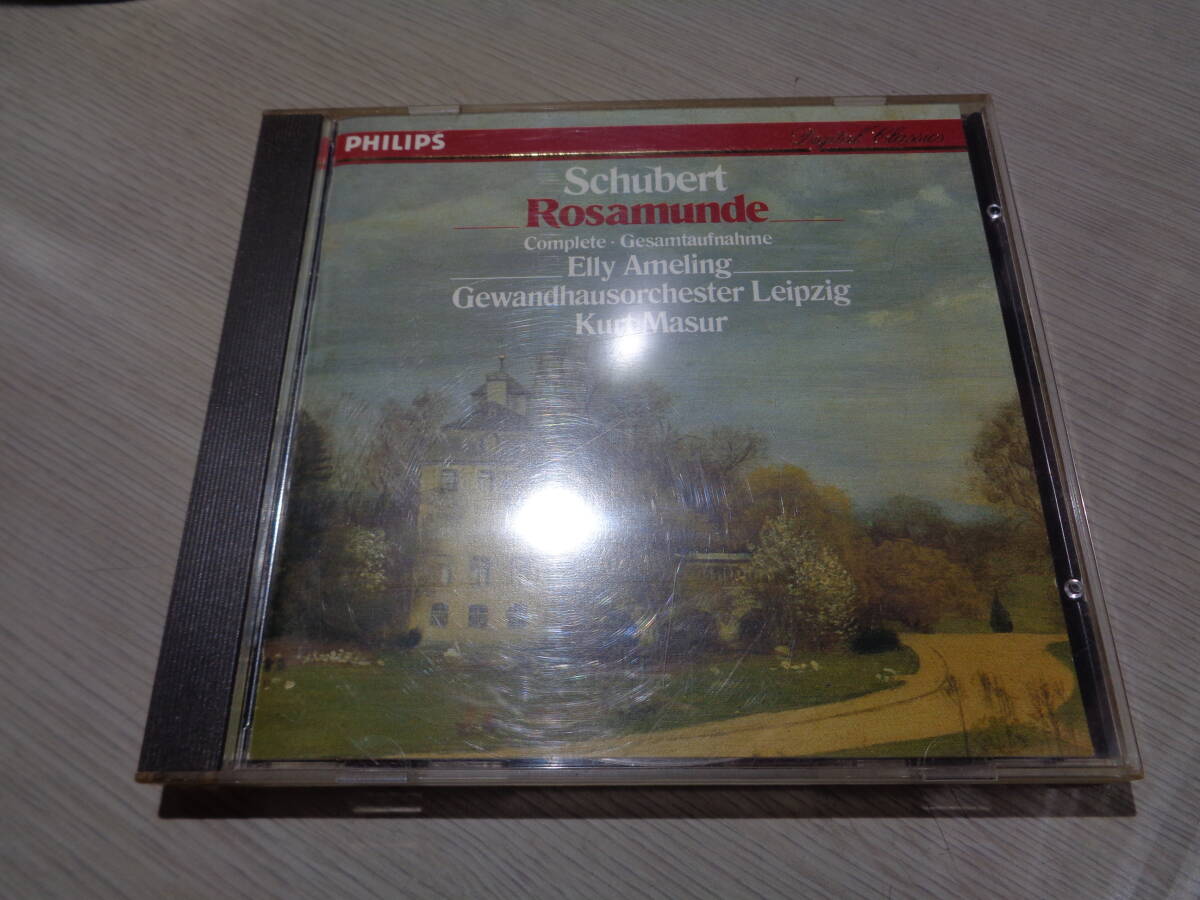 PHILIPS
Digital Classics
Schubert
Rosamunde
Complete · Gesamtaufnahme
Elly Ameling
Gewandhausorchester Leipzig
Kurt Masur